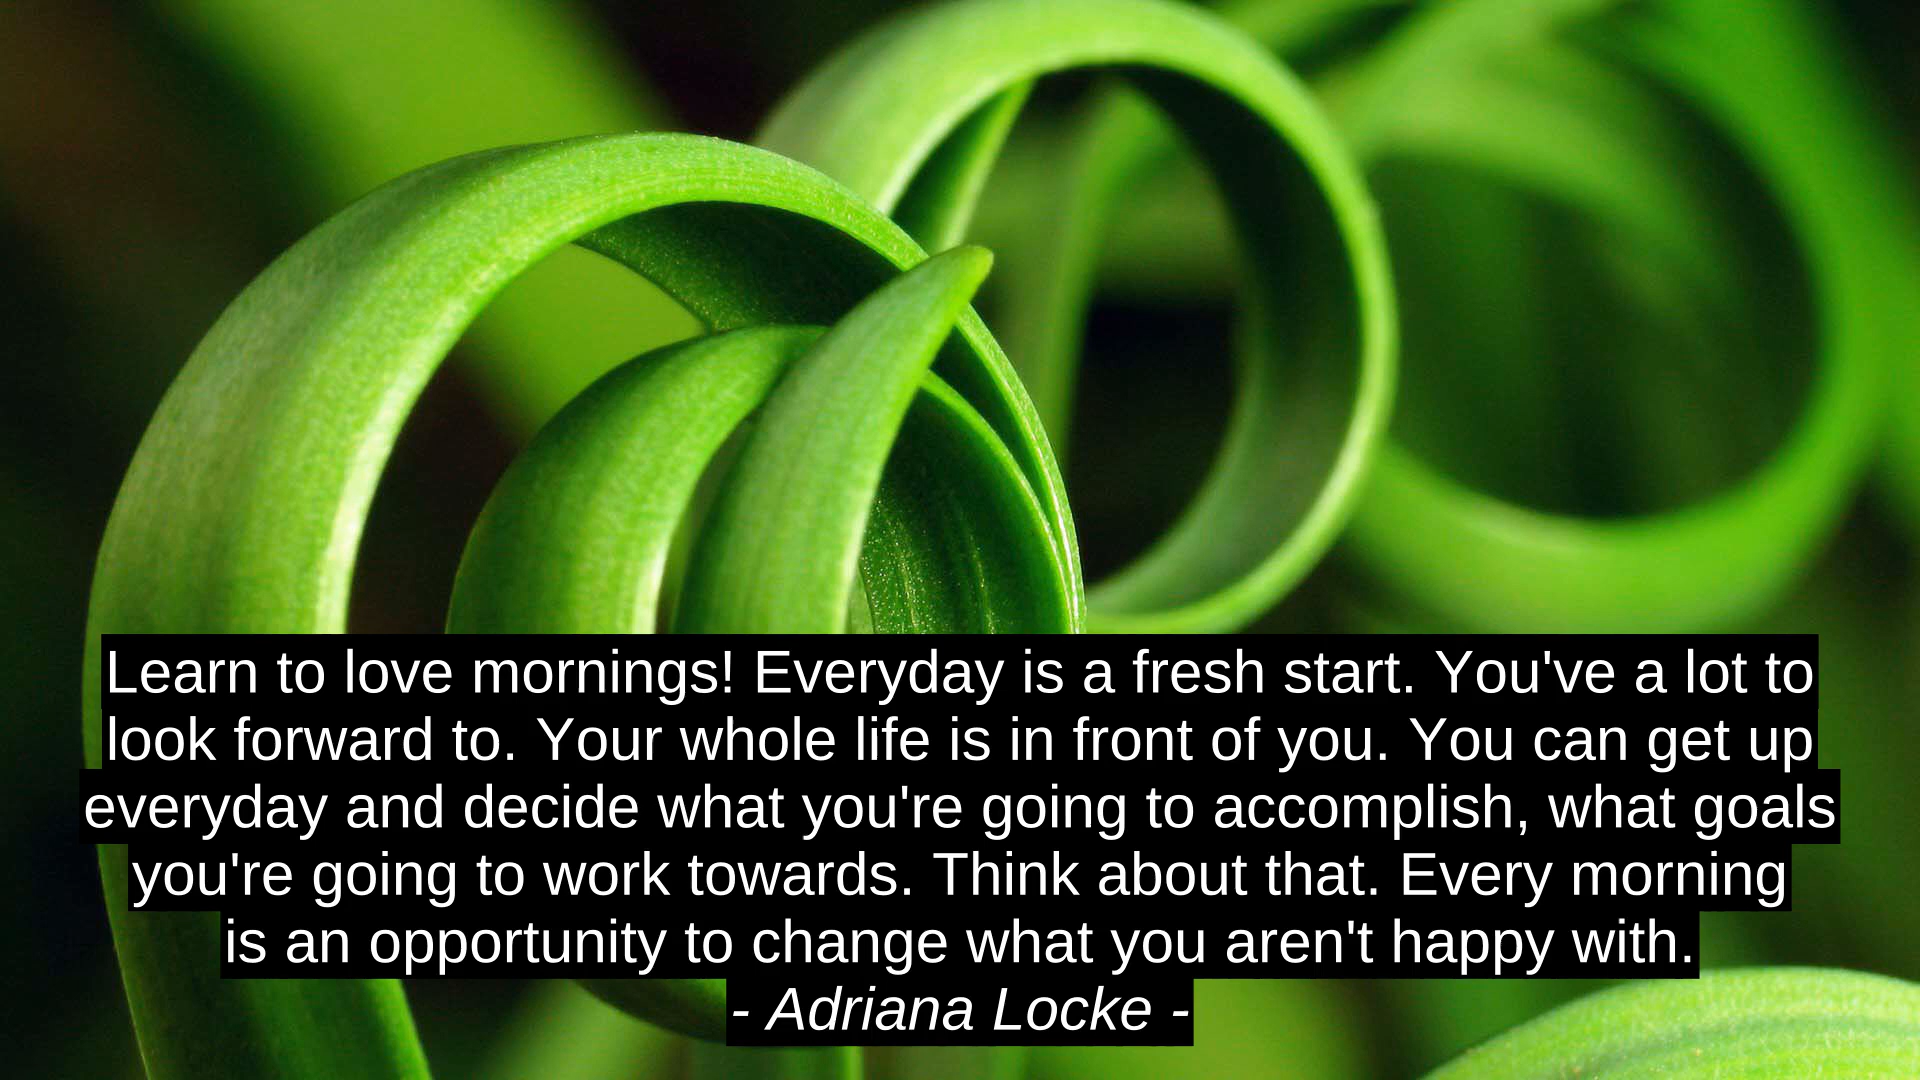 Learn to love mornings! Everyday is a fresh start. You've a lot to
look forward to. Your whole life is in front of you. You can get up
everyday and decide what you're going to accomplish, what goals
you're going to work towards. Think about that. Every morning
is an opportunity to change what you aren't happy with.
- Adriana Locke -